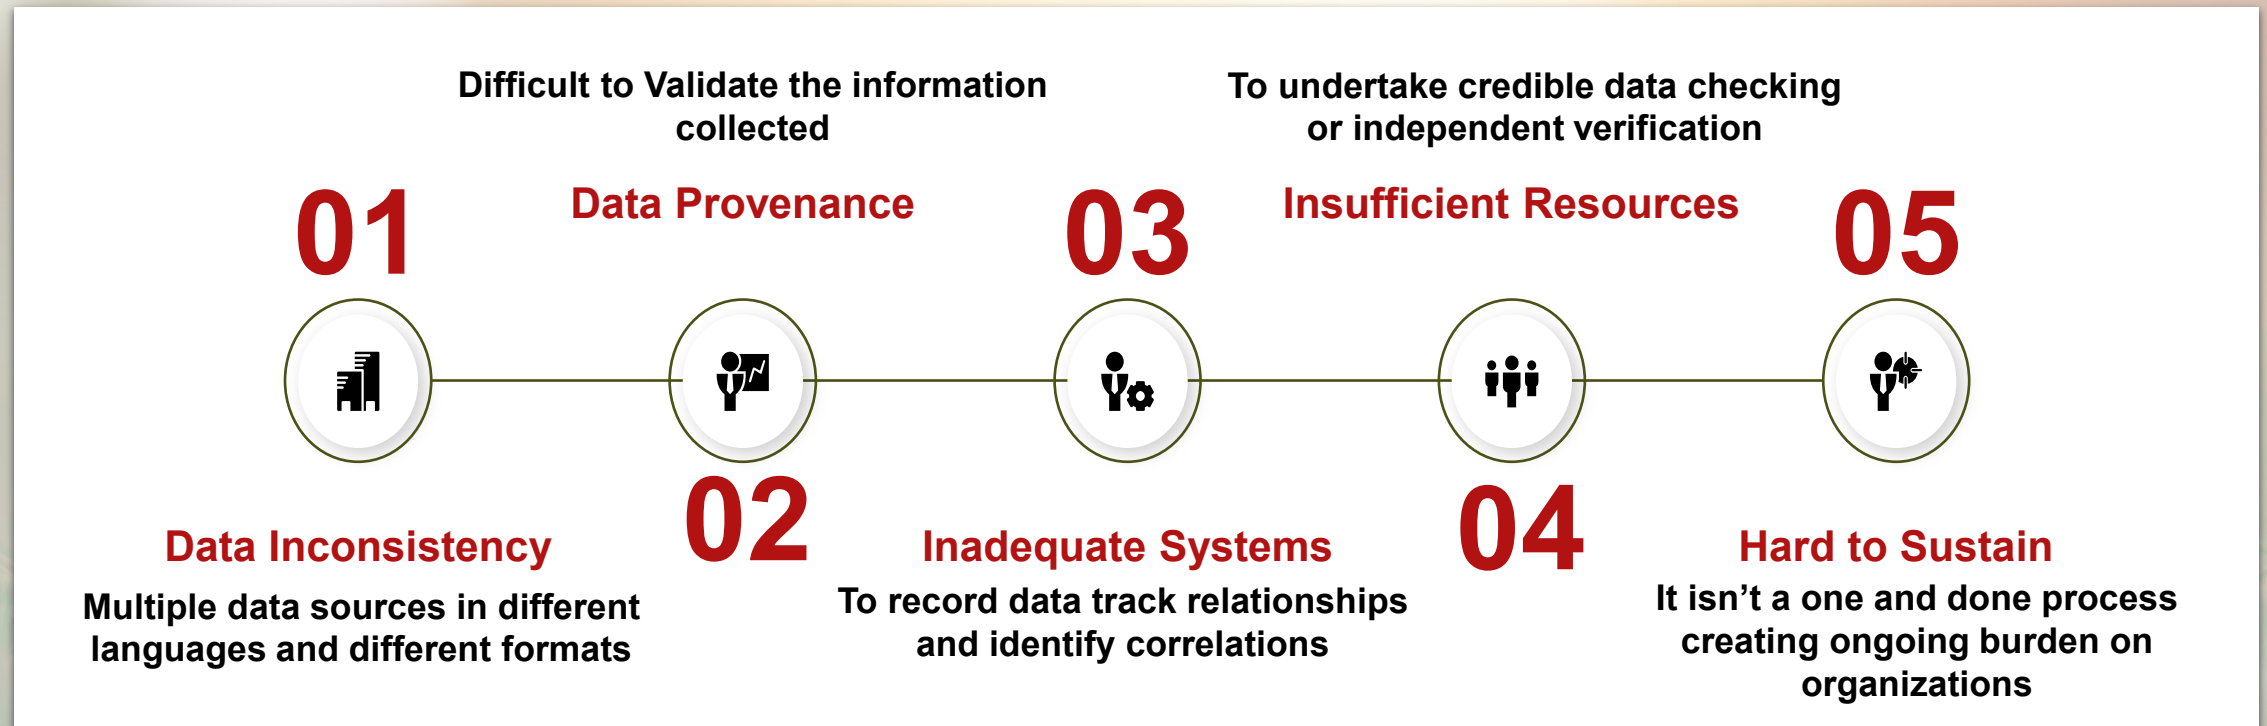 01
Data Inconsistency
Multiple data sources in different
languages and different formats
Difficult to Validate the information
collected
Data Provenance
02
03
Inadequate Systems
To record data track relationships
and identify correlations
To undertake credible data checking
or independent verification
Insufficient Resources
04
05
Hard to Sustain
It isn’t a one and done process
creating ongoing burden on
organizations